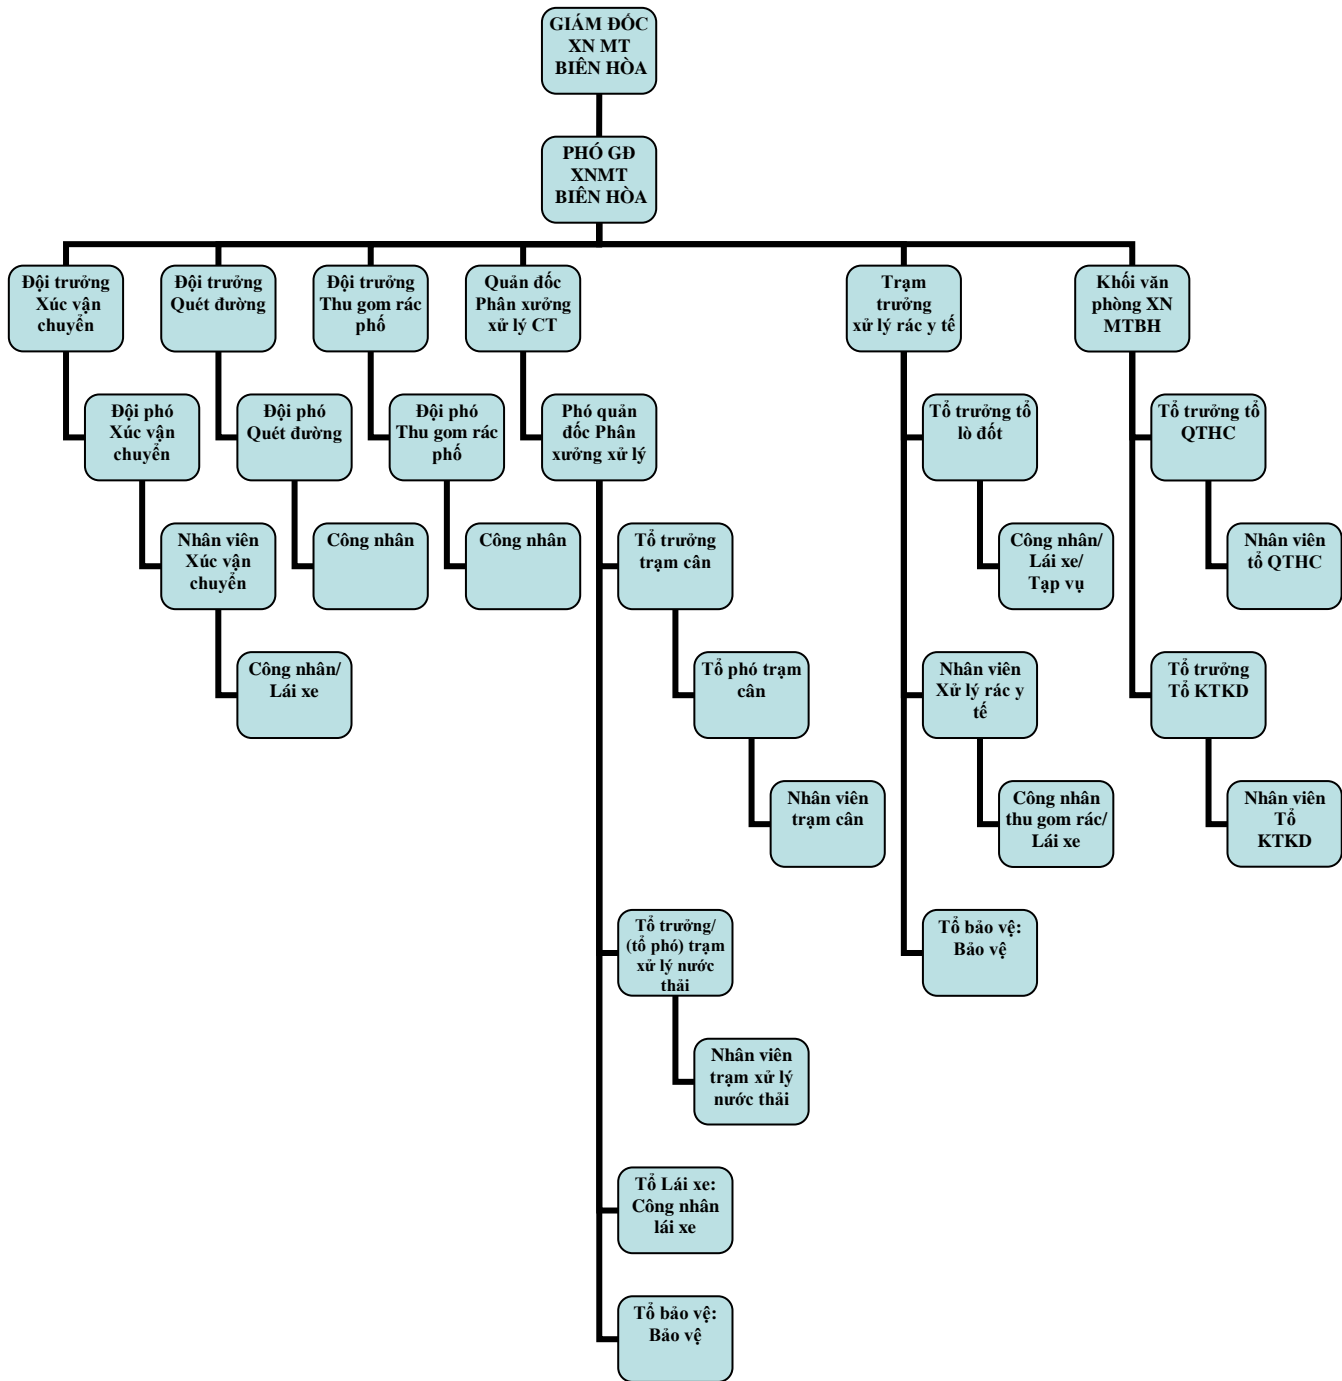 GIÁM ĐỐC
XN MT
BIÊN HÒA
PHÓ GĐ
XNMT
BIÊN HÒA
Đội trưởng
Xúc vận
chuyển
Đội trưởng
Quét đường
Đội trưởng
Thu gom rác
phố
Quản đốc
Phân xưởng
xử lý CT
Trạm
trưởng
xử lý rác y tế
Khối văn
phòng XN
MTBH
Đội phó
Xúc vận
chuyển
Đội phó
Quét đường
Đội phó
Thu gom rác
phố
Phó quản
đốc Phân
xưởng xử lý
Tổ trưởng tổ
lò đốt
Tổ trưởng tổ
QTHC
Nhân viên
Xúc vận
chuyển
Công nhân
Công nhân
Tổ trưởng
trạm cân
Công nhân/
Lái xe/
Tạp vụ
Nhân viên
tổ QTHC
Công nhân/
Lái xe
Tổ phó trạm
cân
Nhân viên
Xử lý rác y
tế
Tổ trưởng
Tổ KTKD
Nhân viên
trạm cân
Công nhân
thu gom rác/
Lái xe
Nhân viên
Tổ
KTKD
Tổ trưởng/
(tổ phó) trạm
xử lý nước
thải
Tổ bảo vệ:
Bảo vệ
Nhân viên
trạm xử lý
nước thải
Tổ Lái xe:
Công nhân
lái xe
Tổ bảo vệ:
Bảo vệ